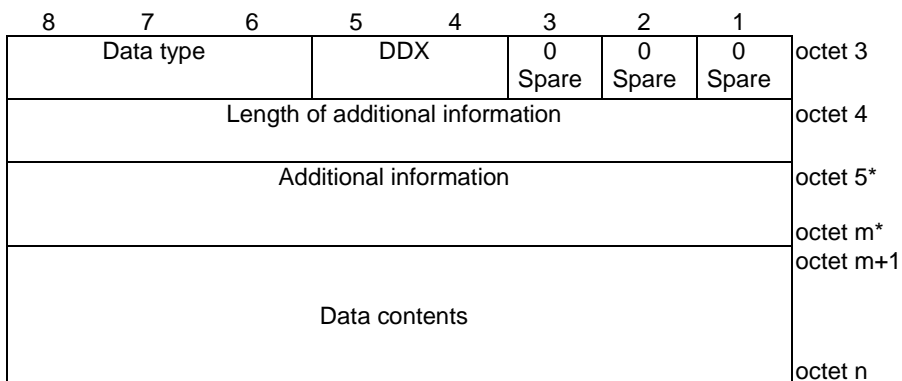 8 7 6 5 4 3 2 1
Data type DDX 0 0 0 octet 3
Spare Spare Spare
Length of additional information octet 4
Additional information octet 5*
octet m*
octet m+1
Data contents
octet n